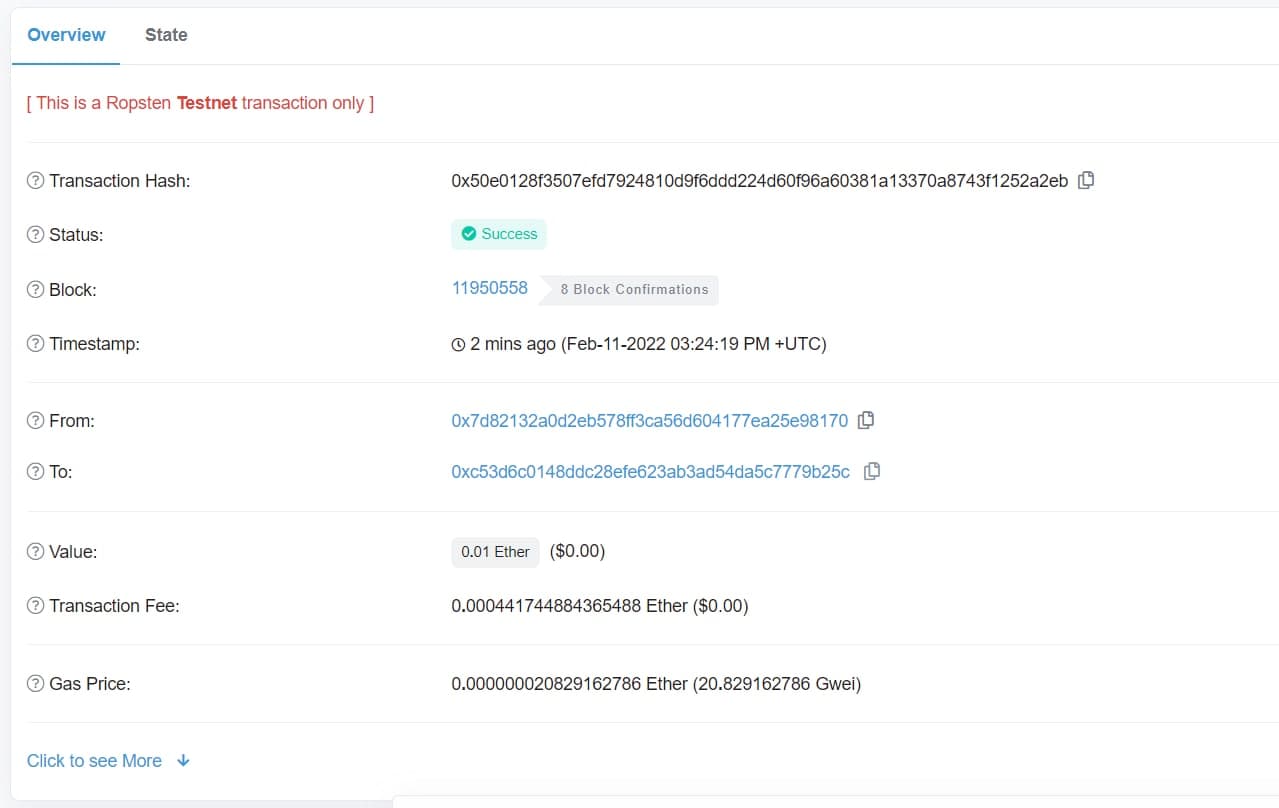 Overview State
[ This is a Ropsten Testnet transaction only ]
Transaction Hash: 0x50e0128f3507efd7924810d9f6ddd224d60f96a60381a13370a8743f1252a2eb
Status: Success
Block: 11950558 8 Block Confirmations
Timestamp: 2 mins ago (Feb-11-2022 03:24:19 PM +UTC)
From: 0x7d82132a0d2eb578ff3ca56d604177ea25e98170
To: 0xc53d6c0148ddc28efe623ab3ad54da5c7779b25c
Value: 0.01 Ether ($0.00)
Transaction Fee: 0.000441744884365488 Ether ($0.00)
Gas Price: 0.000000020829162786 Ether (20.829162786 Gwei)
Click to see More